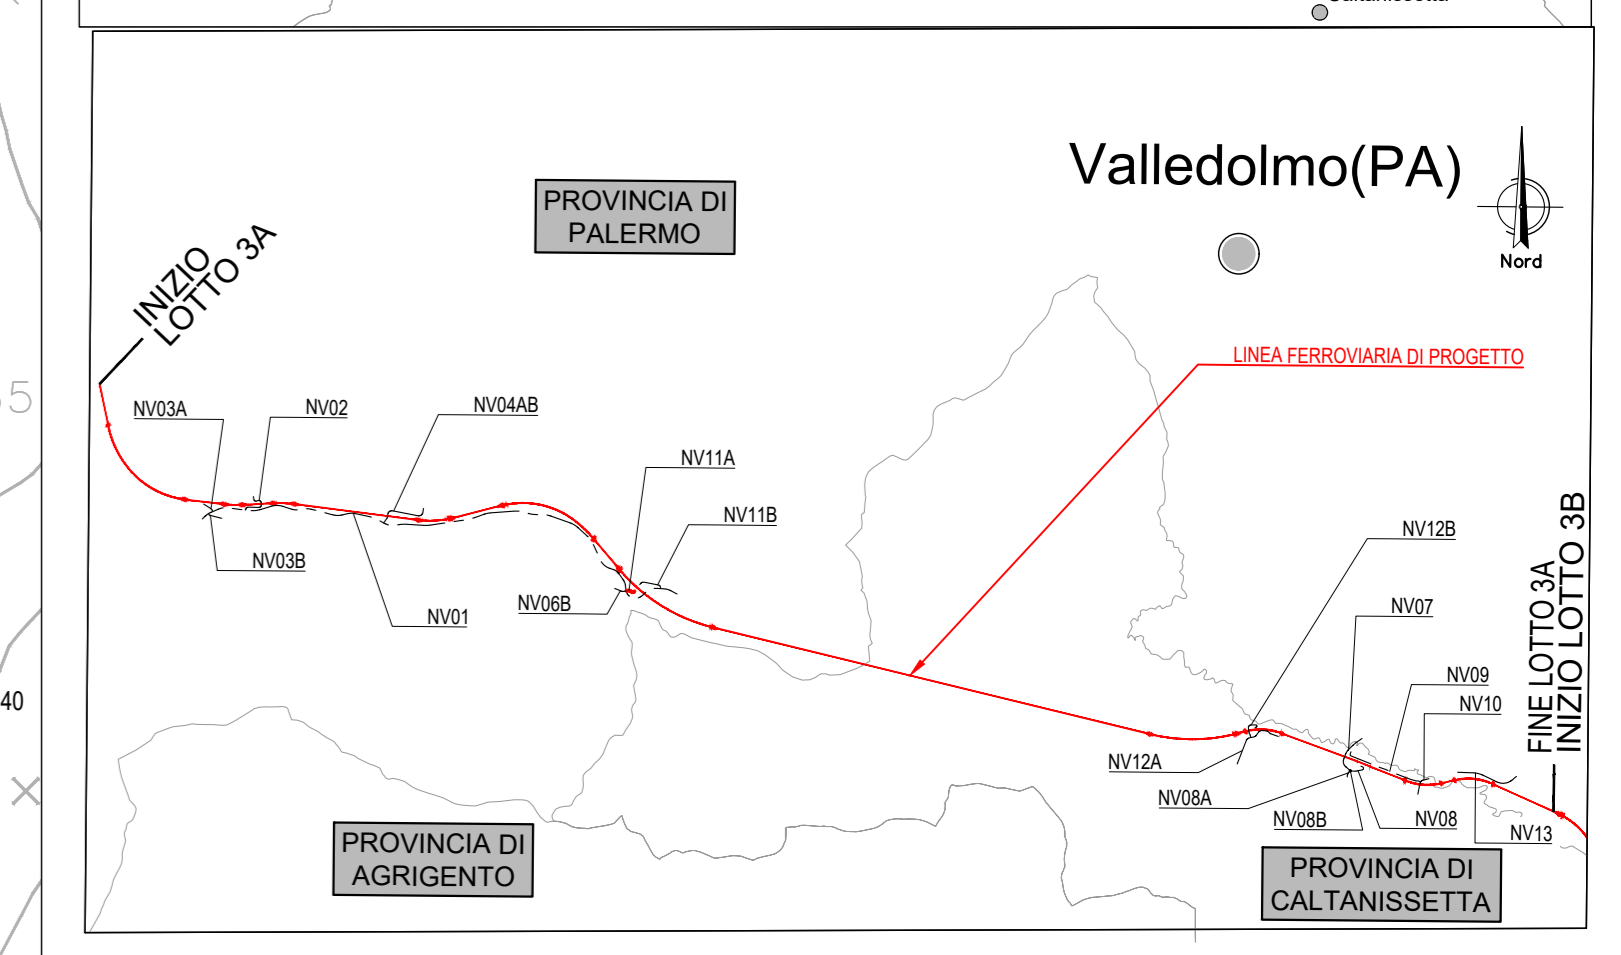 Valledolmo(PA)
PROVINCIA DI
PALERMO
Nord
INIZIO
LOTTO 3A
LINEA FERROVIARIA DI PROGETTO
NV03A
NV02
NV04AB
NV11A
NV11B
NV03B
NV01
NV06B
NV12B
NV07
NV09
NV10
FINE LOTTO 3A
INIZIO LOTTO 3B
NV12A
NV08A
NV08B
NV08
NV13
PROVINCIA DI
AGRIGENTO
PROVINCIA DI
CALTANISSETTA
40